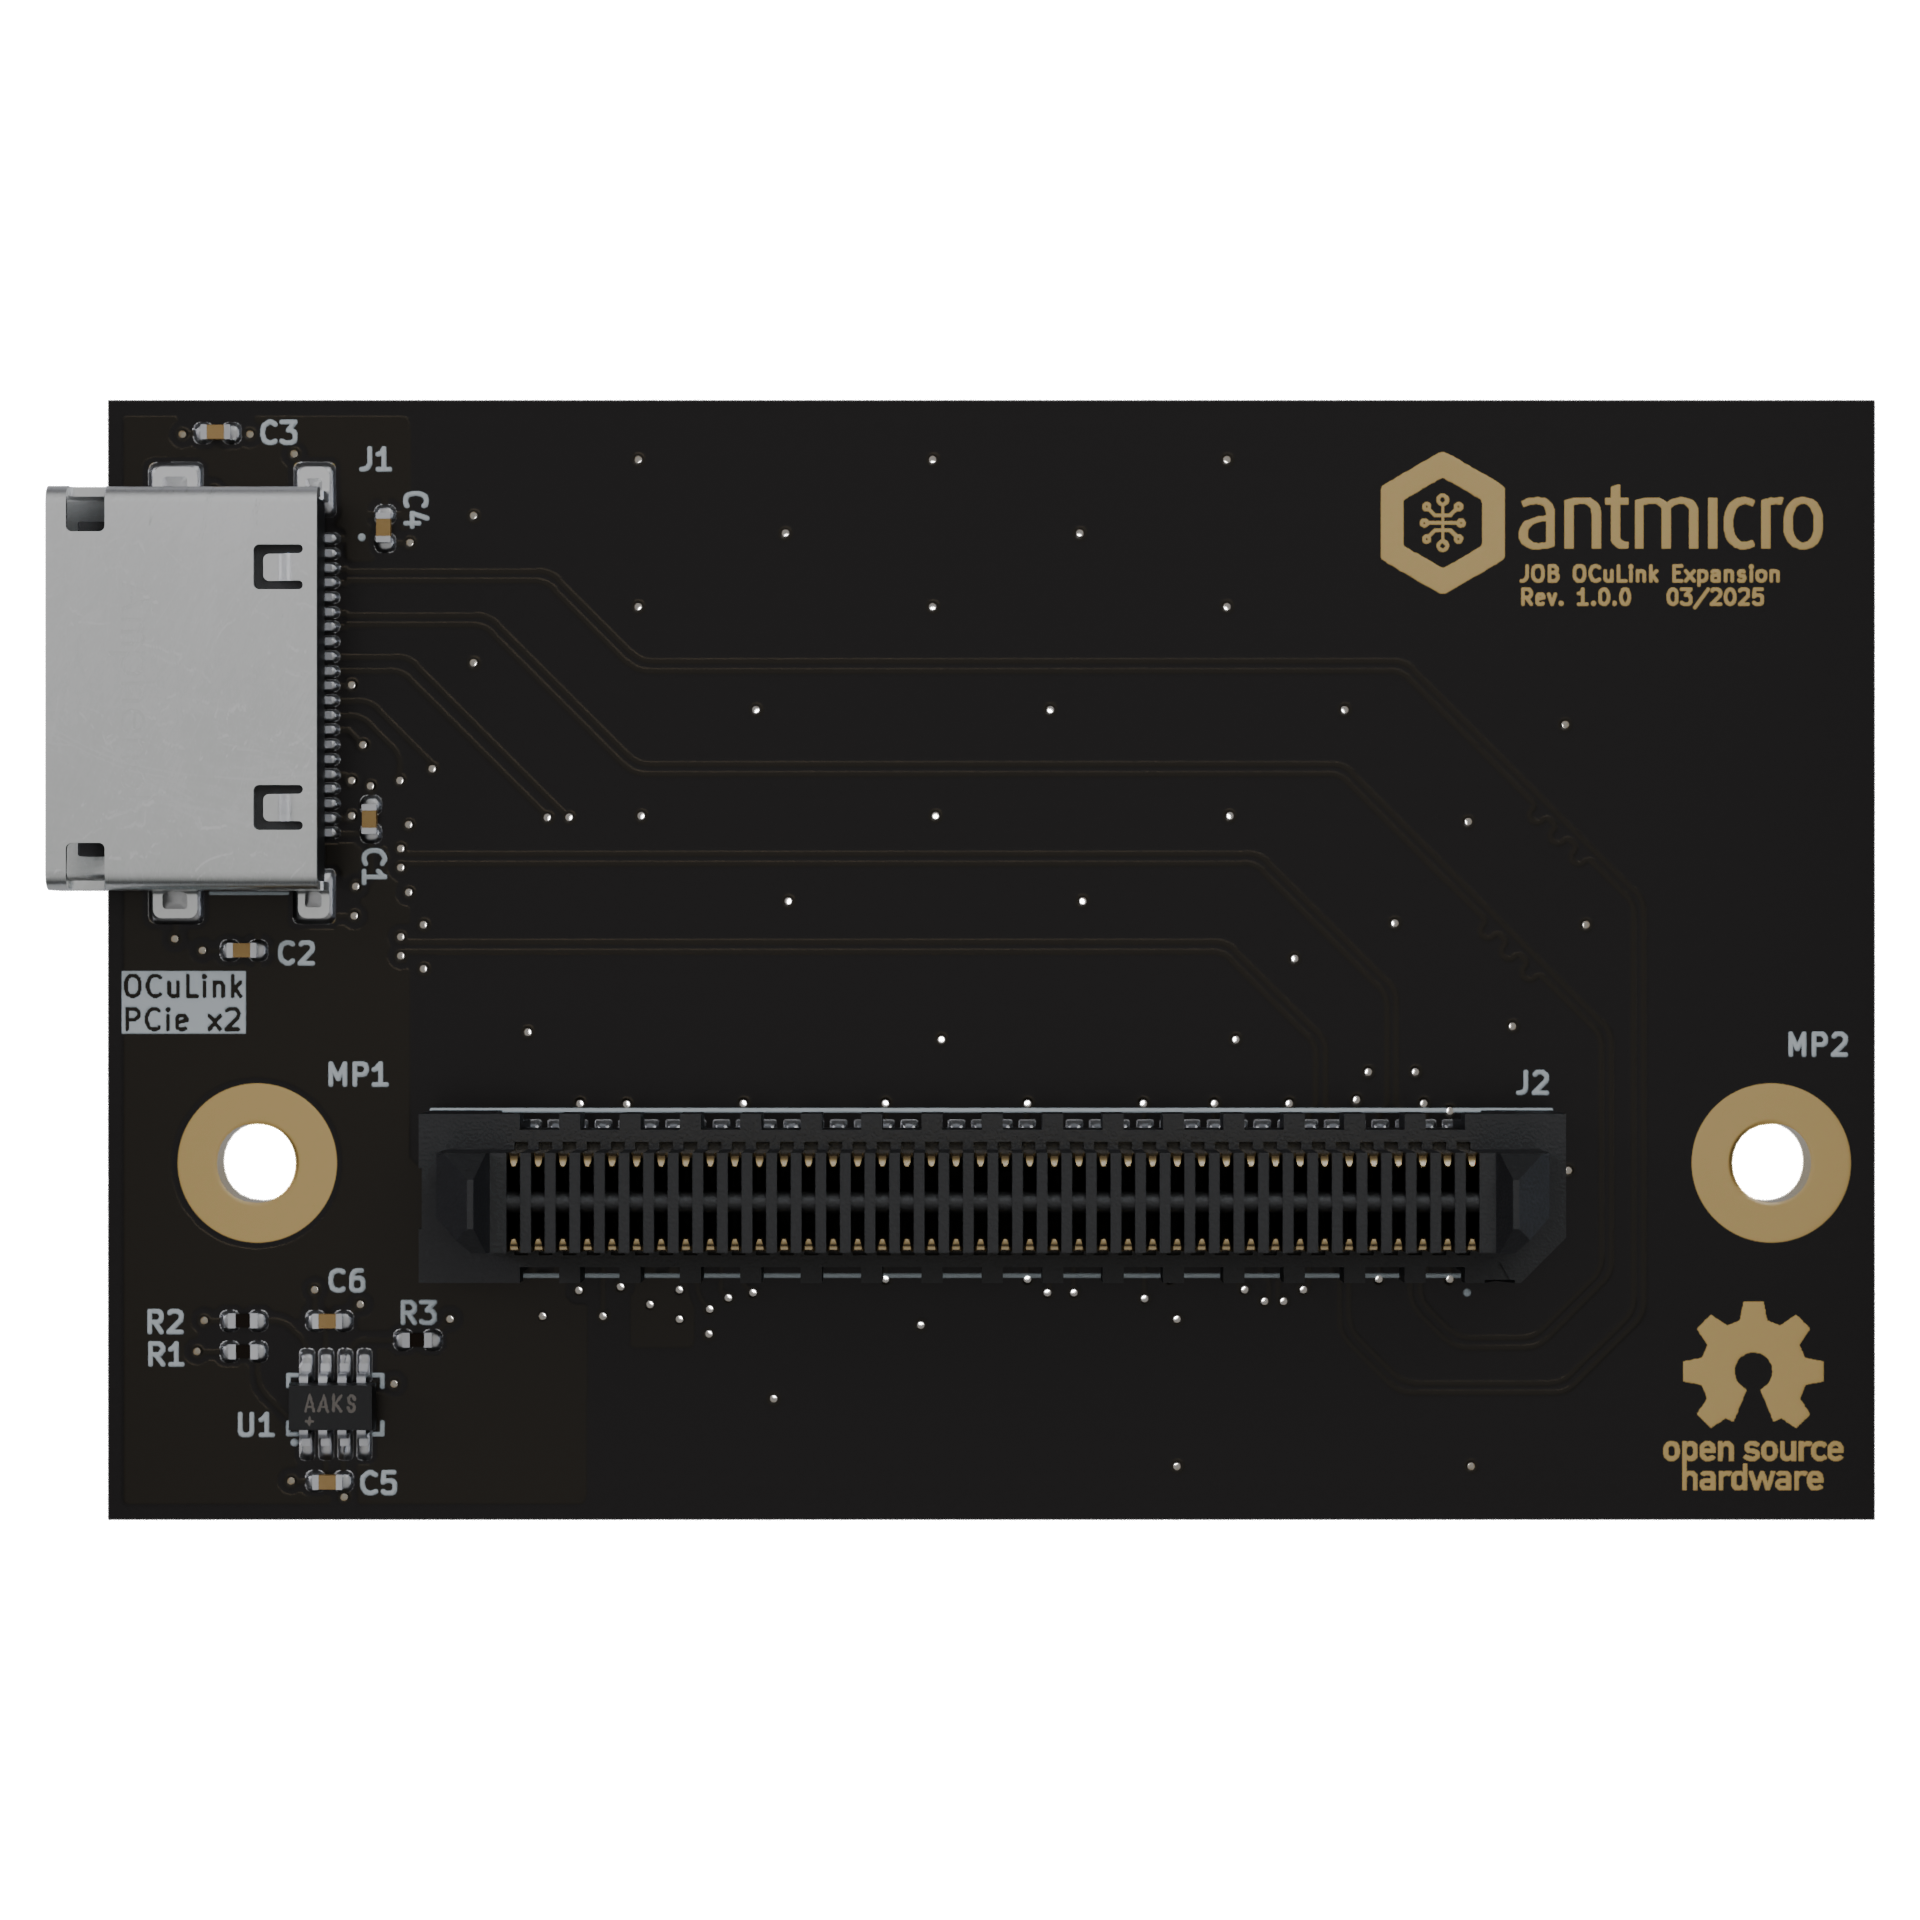 C3
J1
C4
antmicro
JOB OCuLink Expansion
Rev. 1.0.0 03/2025
C1
C2
OCuLink
PCie x2
MP1
MP2
J2
C6
R2
R3
R1
AAKS
U1
C5
open source
hardware